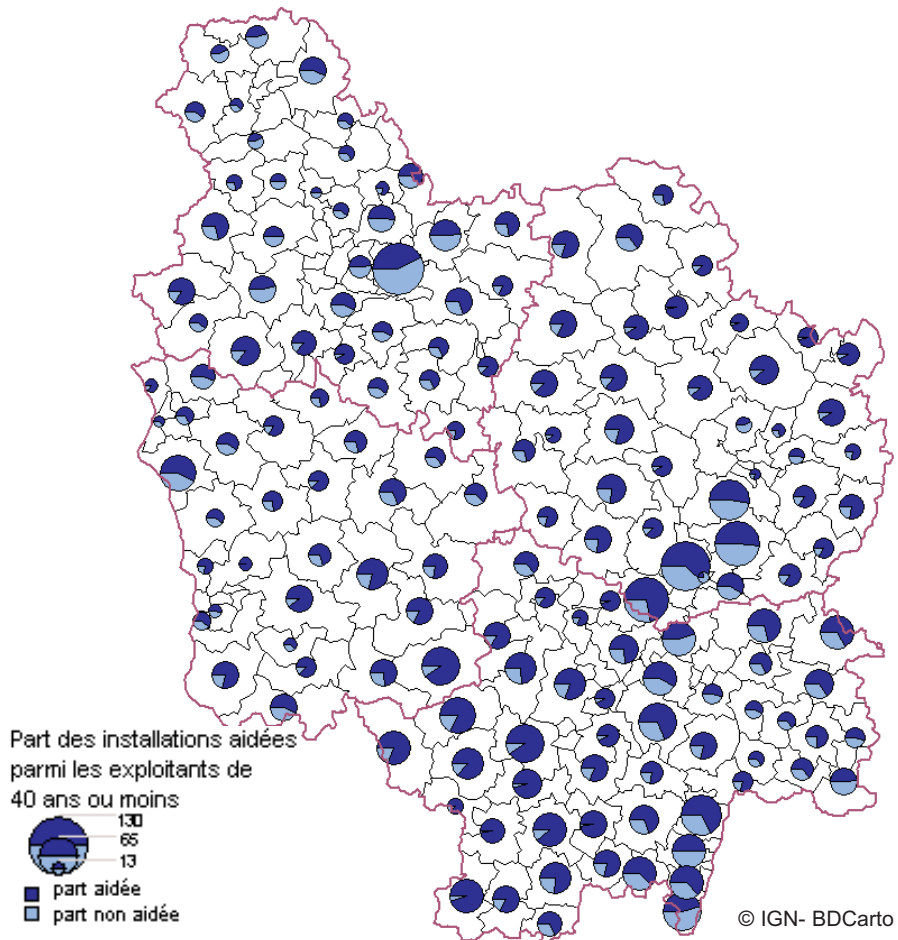 Part des installations aidées
parmi les exploitants de
40 ans ou moins
130
65
13
part aidée
part non aidée
© IGN- BDCarto